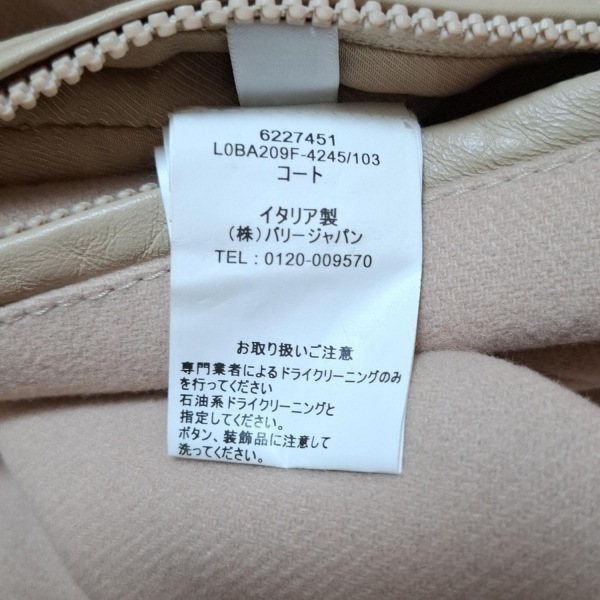 6227451
L0BA209F-4245/103
コート
イタリア製
(株)バリージャパン
TEL : 0120-009570
お取り扱いご注意
専門業者によるドライクリーニングのみ
を行ってください
石油系ドライクリーニングと
指定してください。
ボタン、装飾品に注意して
洗ってください。